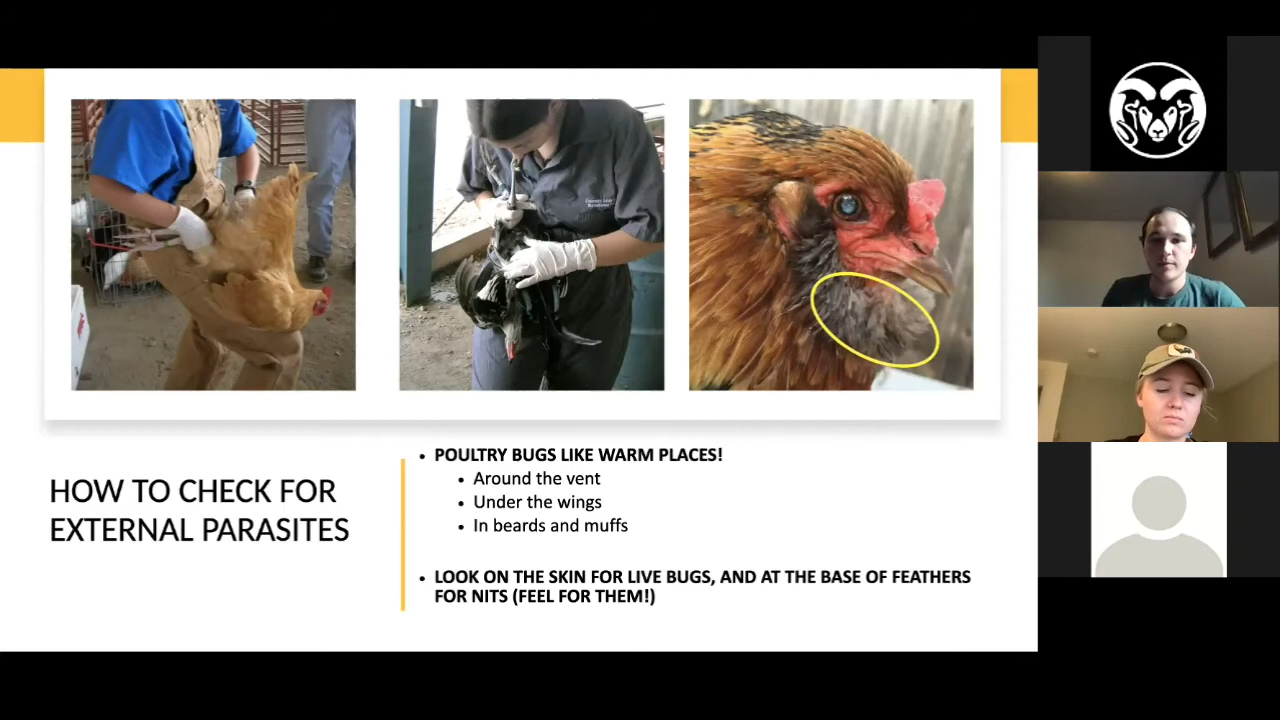 HOW TO CHECK FOR
EXTERNAL PARASITES
• POULTRY BUGS LIKE WARM PLACES!
• Around the vent
• Under the wings
• In beards and muffs
• LOOK ON THE SKIN FOR LIVE BUGS, AND AT THE BASE OF FEATHERS
FOR NITS (FEEL FOR THEM!)